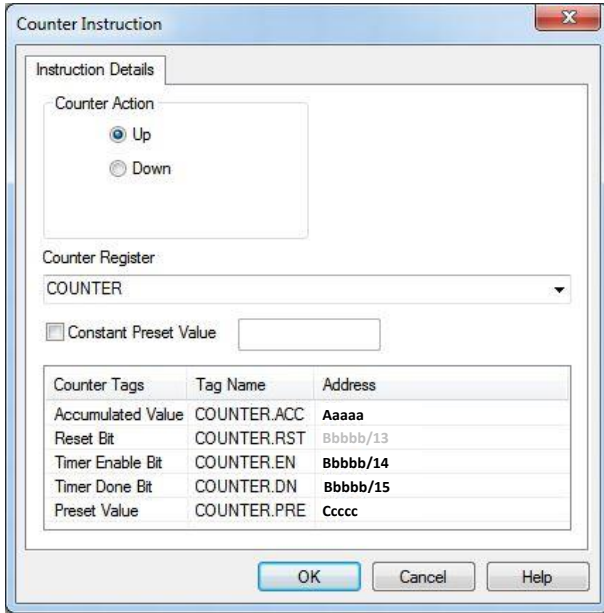 Counter Instruction
Instruction Details
Counter Action
Up
Down
Counter Register
COUNTER
Constant Preset Value
Counter Tags Tag Name Address
Accumulated Value COUNTER.ACC Aaaaa
Reset Bit COUNTER.RST Bbbbb/13
Timer Enable Bit COUNTER.EN Bbbbb/14
Timer Done Bit COUNTER.DN Bbbbb/15
Preset Value COUNTER.PRE Ccccc
OK Cancel Help